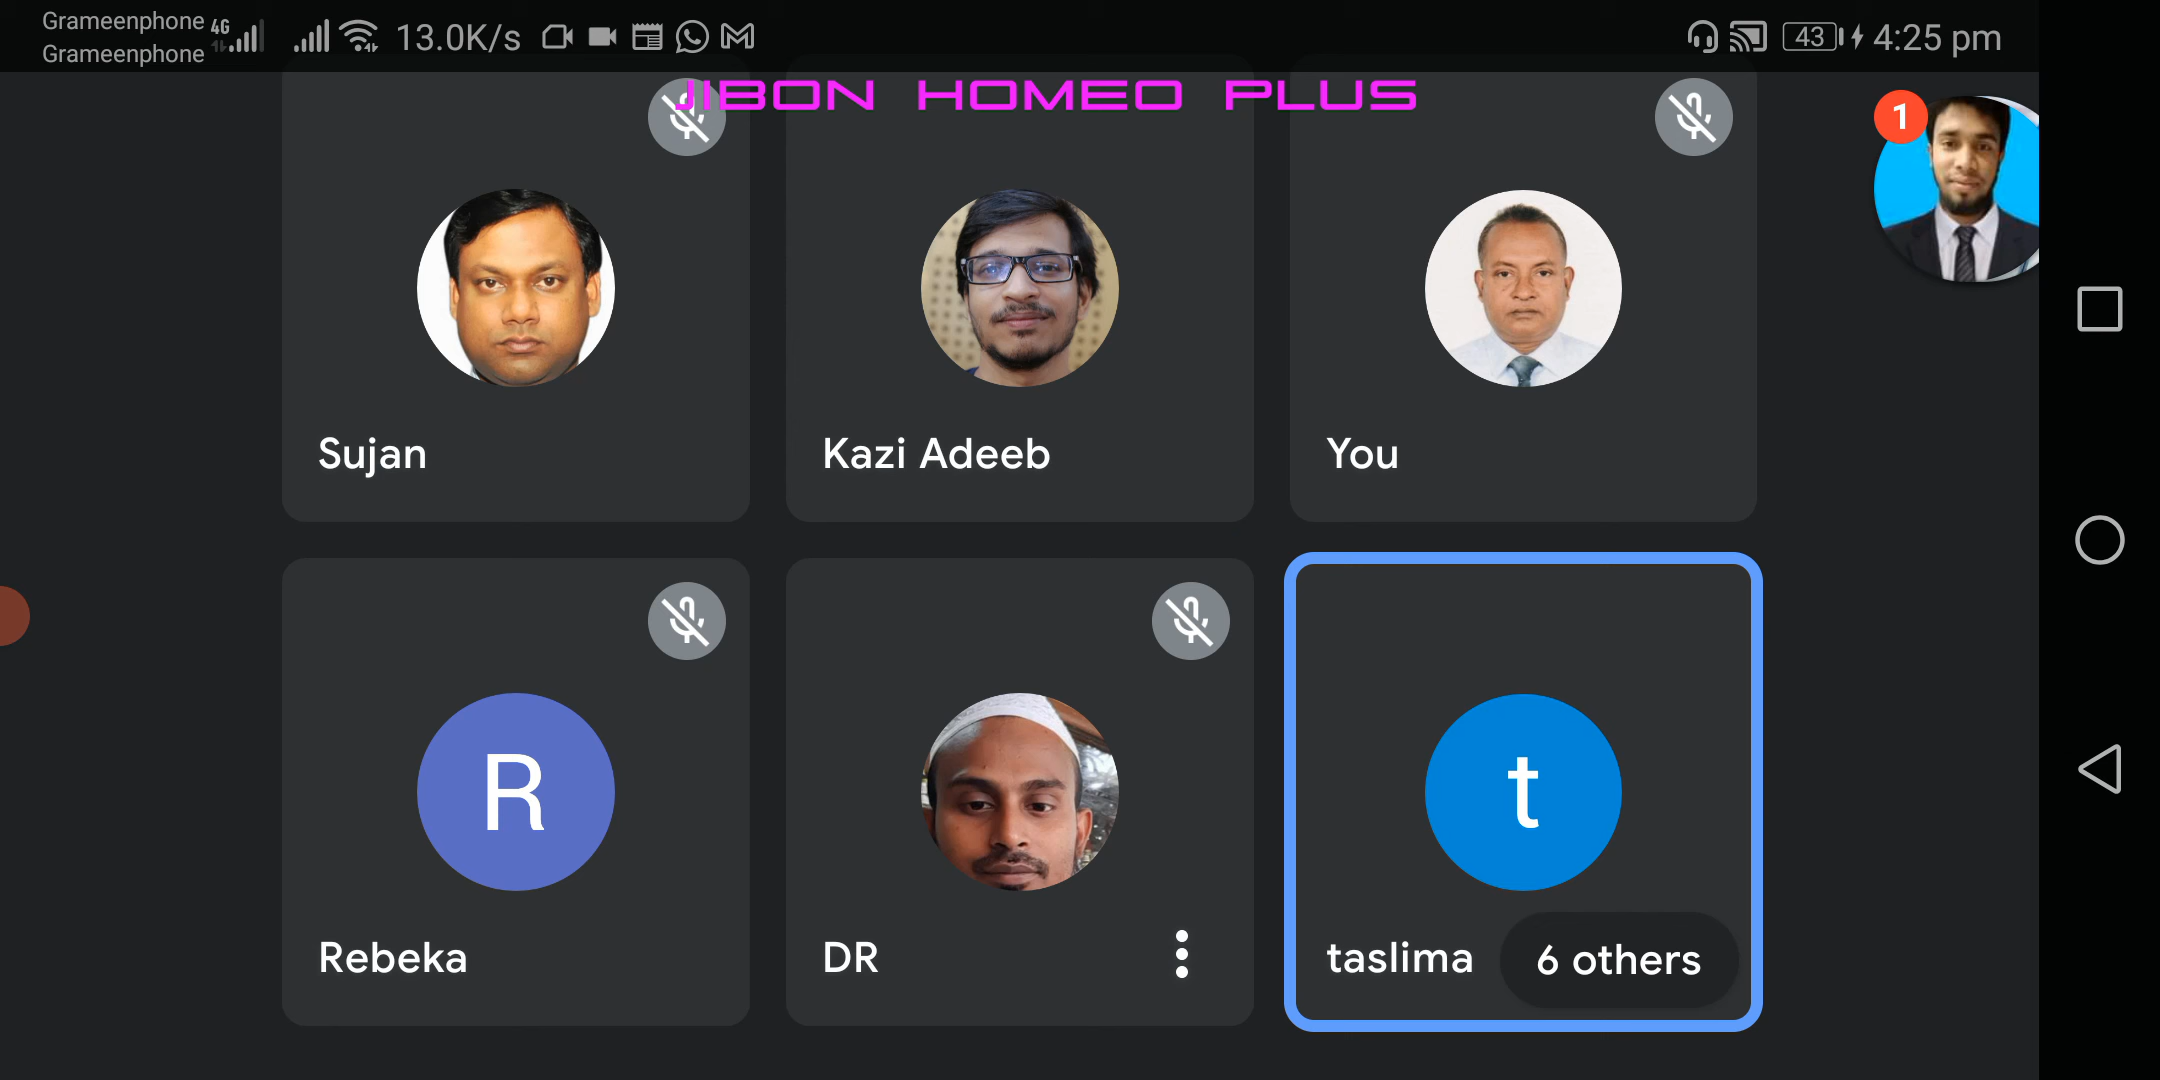 Grameenphone 4G
Grameenphone
13.0K/s
43
4:25 pm
JIBON HOMEO PLUS
1
Sujan
Kazi Adeeb
You
R
t
Rebeka
DR
taslima
6 others